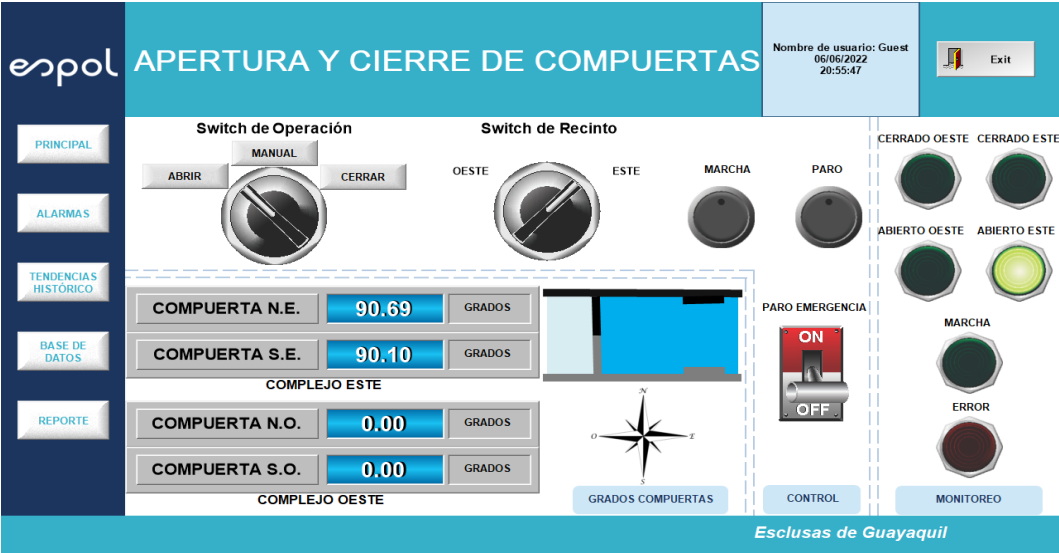 espol
APERTURA Y CIERRE DE COMPUERTAS
Nombre de usuario: Guest
06/06/2022
20:55:47
Exit
PRINCIPAL
ALARMAS
TENDENCIAS
HISTÓRICO
BASE DE
DATOS
REPORTE
Switch de Operación
MANUAL
ABRIR
CERRAR
Switch de Recinto
OESTE
ESTE
MARCHA
PARO
CERRADO OESTE
CERRADO ESTE
ABIERTO OESTE
ABIERTO ESTE
MARCHA
ERROR
MONITOREO
COMPUERTA N.E. 90.69 GRADOS
COMPUERTA S.E. 90.10 GRADOS
COMPLEJO ESTE
COMPUERTA N.O. 0.00 GRADOS
COMPUERTA S.O. 0.00 GRADOS
COMPLEJO OESTE
N
O
E
S
GRADOS COMPUERTAS
PARO EMERGENCIA
ON
OFF
CONTROL
Esclusas de Guayaquil